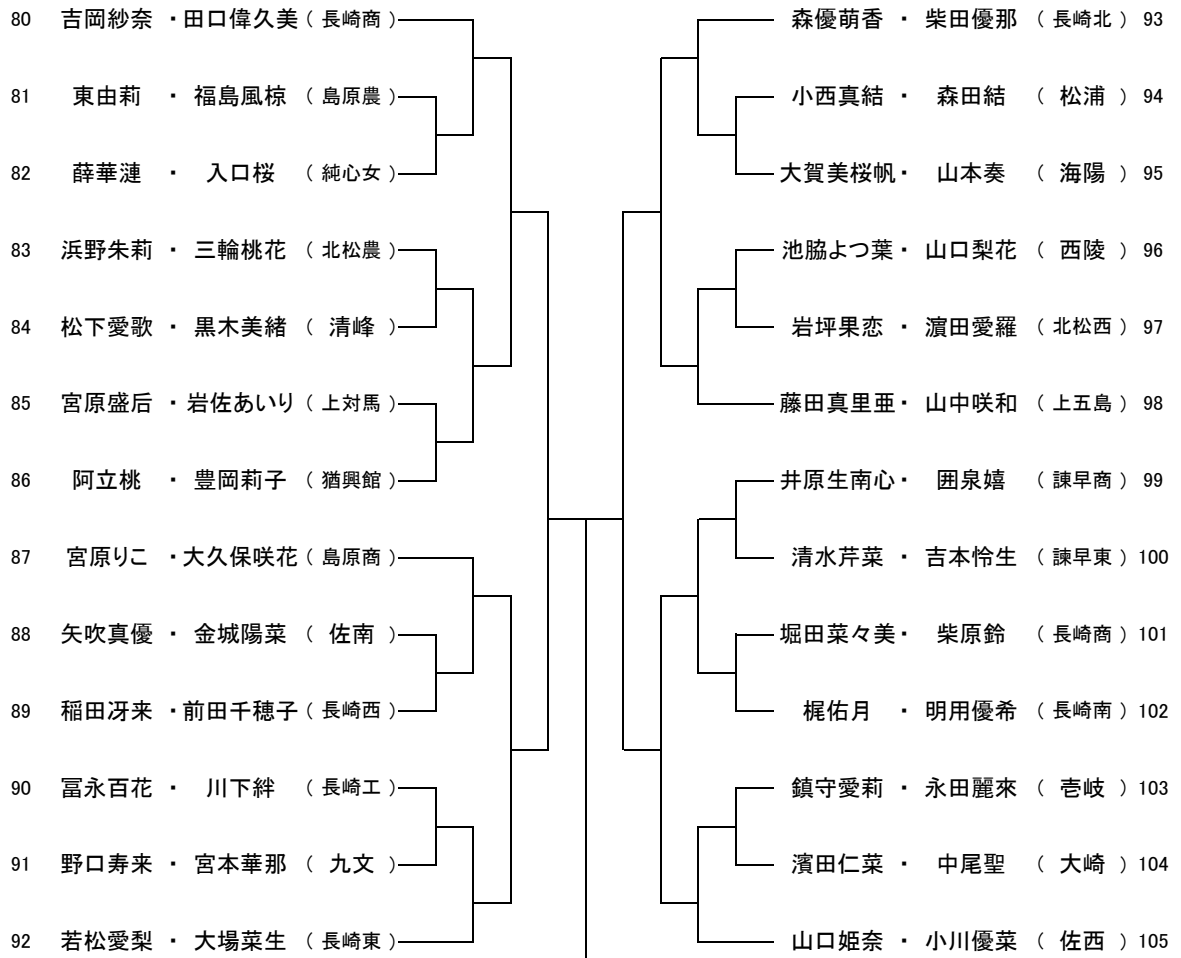 80 吉岡紗奈 ・ 田口偉久美 （ 長崎商 ）
81 東由莉 ・ 福島風椋 （ 島原農 ）
82 薛華漣 ・ 入口桜 （ 純心女 ）
83 浜野朱莉 ・ 三輪桃花 （ 北松農 ）
84 松下愛歌 ・ 黒木美緒 （ 清峰 ）
85 宮原盛后 ・ 岩佐あいり （ 上対馬 ）
86 阿立桃 ・ 豊岡莉子 （ 猶興館 ）
87 宮原りこ ・ 大久保咲花 （ 島原商 ）
88 矢吹真優 ・ 金城陽菜 （ 佐南 ）
89 稲田冴来 ・ 前田千穂子 （ 長崎西 ）
90 冨永百花 ・ 川下絆 （ 長崎工 ）
91 野口寿来 ・ 宮本華那 （ 九文 ）
92 若松愛梨 ・ 大場菜生 （ 長崎東 ）
森優萌香 ・ 柴田優那 （ 長崎北 ） 93
小西真結 ・ 森田結 （ 松浦 ） 94
大賀美桜帆 ・ 山本奏 （ 海陽 ） 95
池脇よつ葉 ・ 山口梨花 （ 西陵 ） 96
岩坪果恋 ・ 濵田愛羅 （ 北松西 ） 97
藤田真里亜 ・ 山中咲和 （ 上五島 ） 98
井原生南心 ・ 囲泉嬉 （ 諫早商 ） 99
清水芹菜 ・ 吉本怜生 （ 諫早東 ） 100
堀田菜々美 ・ 柴原鈴 （ 長崎商 ） 101
梶佑月 ・ 明用優希 （ 長崎南 ） 102
鎮守愛莉 ・ 永田麗來 （ 壱岐 ） 103
濱田仁菜 ・ 中尾聖 （ 大崎 ） 104
山口姫奈 ・ 小川優菜 （ 佐西 ） 105